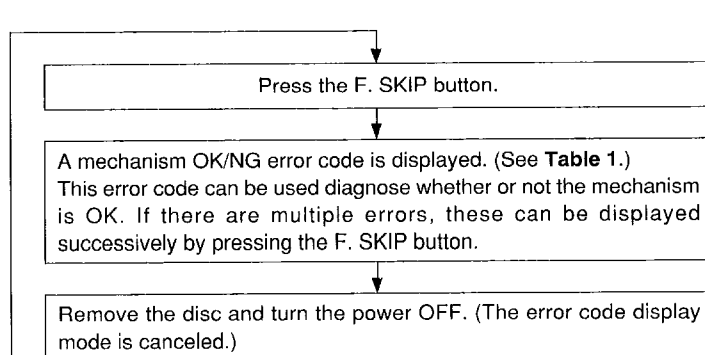 Press the F. SKIP button.
A mechanism OK/NG error code is displayed. (See Table 1.)
This error code can be used diagnose whether or not the mechanism
is OK. If there are multiple errors, these can be displayed
successively by pressing the F. SKIP button.
Remove the disc and turn the power OFF. (The error code display
mode is canceled.)